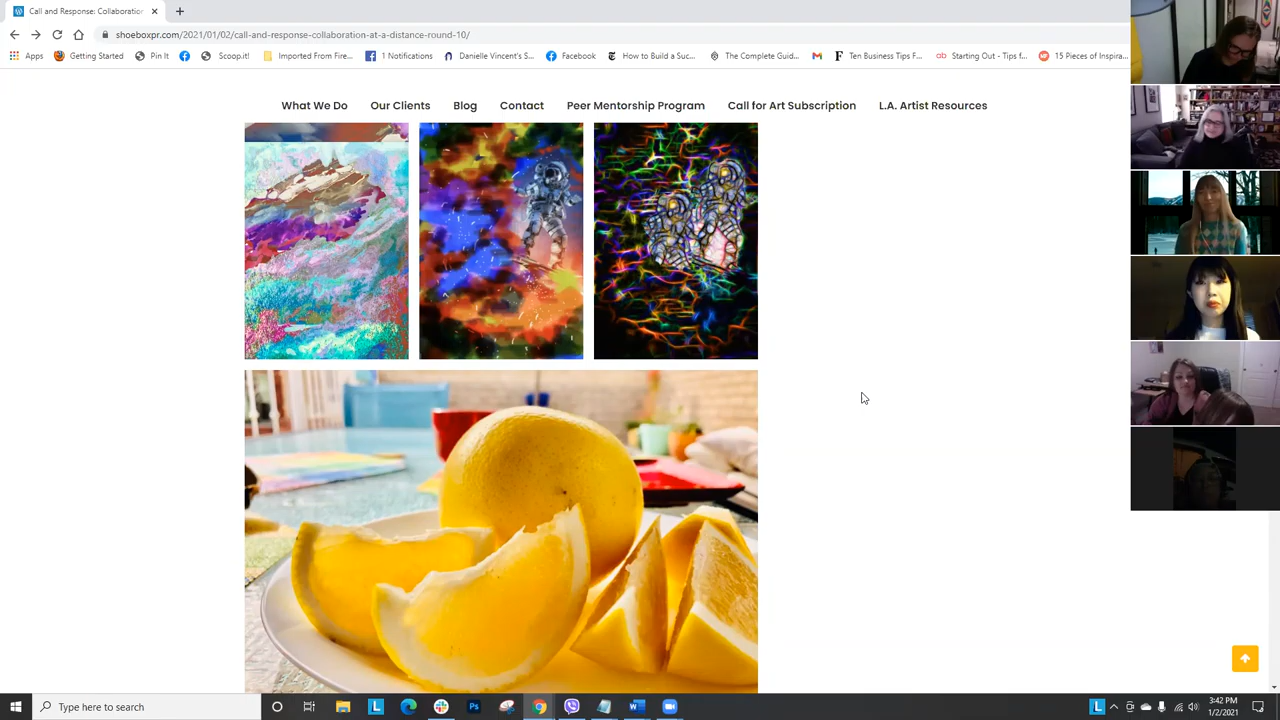 Call and Response: Collaboratio
shoeboxpr.com/2021/01/02/call-and-response-collaboration-at-a-distance-round-10/
Apps Getting Started Pin It Scoop.it! Imported From Fire... 1 Notifications Danielle Vincent's S... Facebook How to Build a Suc... The Complete Guid... Ten Business Tips F... Starting Out - Tips f... 15 Pieces of Inspira...
What We Do Our Clients Blog Contact Peer Mentorship Program Call for Art Subscription L.A. Artist Resources
Type here to search
3:42 PM
1/2/2021